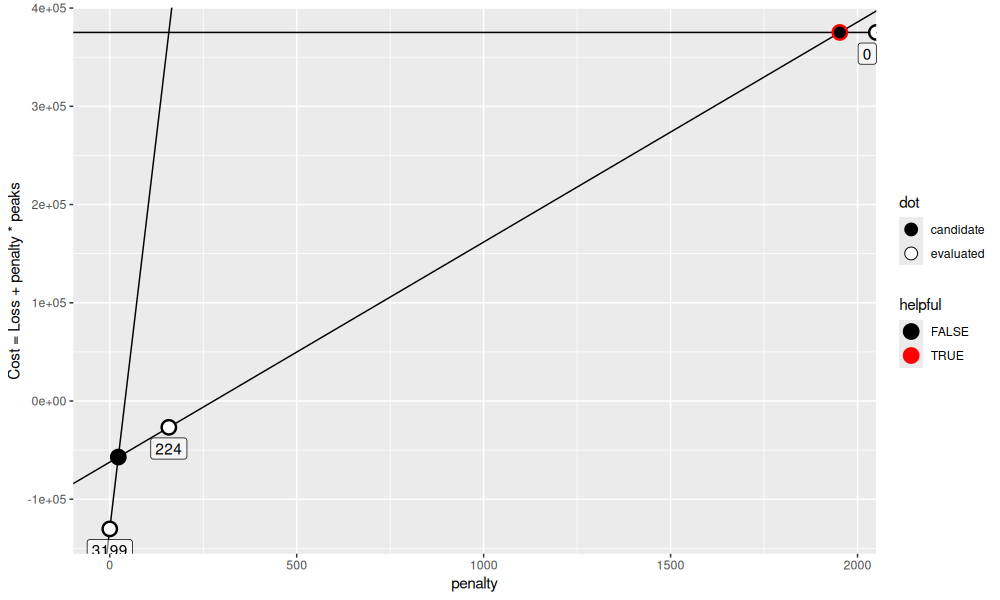 4e+05
3e+05
2e+05
1e+05
0e+00
-1e+05
Cost = Loss + penalty * peaks
0
224
3199
0
500
1000
1500
2000
penalty
dot
candidate
evaluated
helpful
FALSE
TRUE